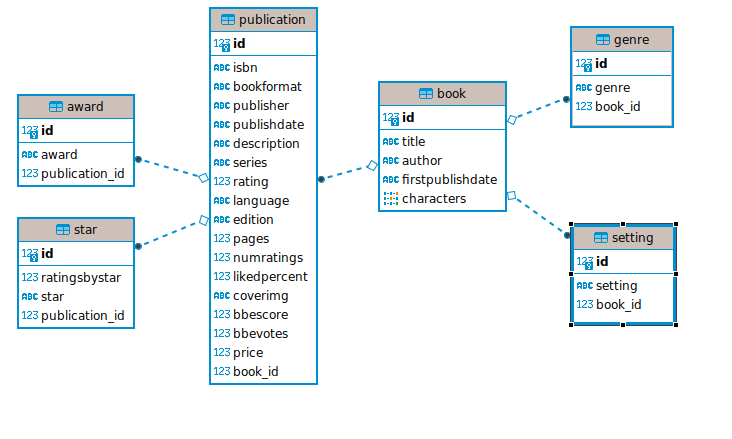 publication
123 id
ABC isbn
ABC bookformat
ABC publisher
ABC publishdate
ABC description
ABC series
123 rating
ABC language
ABC edition
123 pages
123 numratings
123 likedpercent
ABC coverimg
123 bbescore
123 bbevotes
123 price
123 book_id
award
123 id
ABC award
123 publication_id
star
123 id
123 ratingsbystar
ABC star
123 publication_id
book
123 id
ABC title
ABC author
ABC firstpublishdate
characters
genre
123 id
ABC genre
123 book_id
setting
123 id
ABC setting
123 book_id